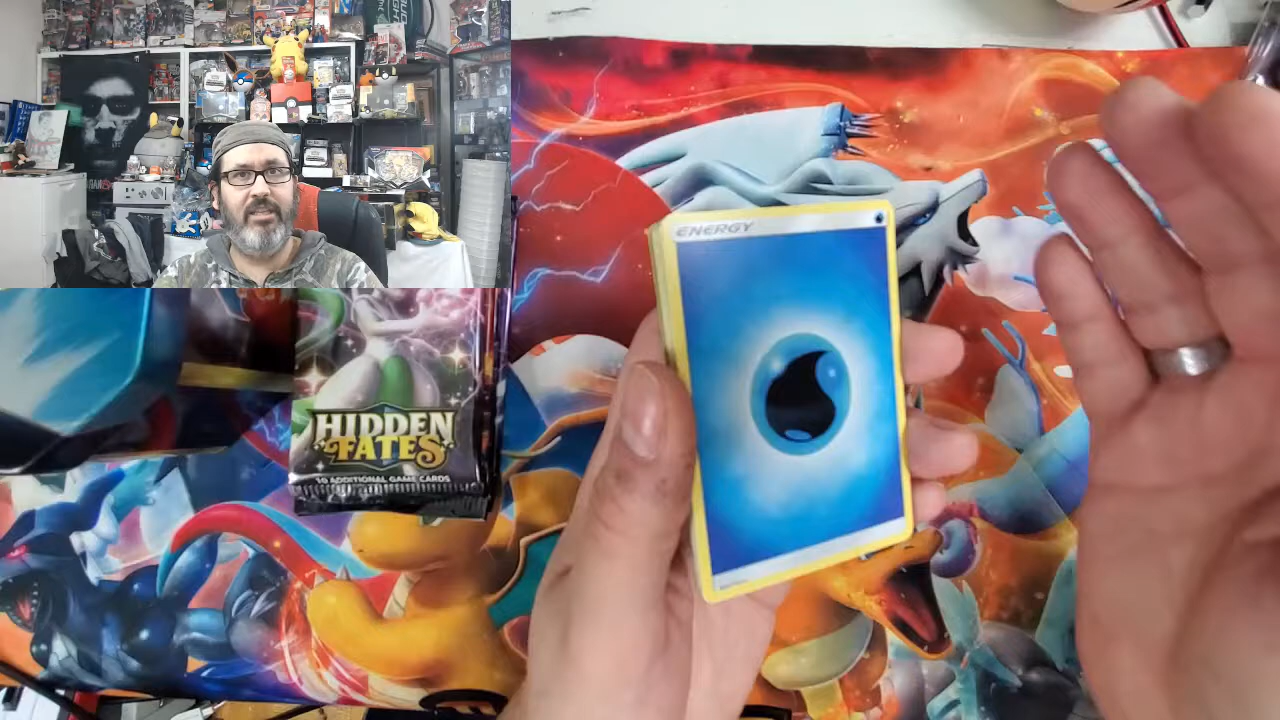 ENERGY
HIDDEN
FATES
10 ADDITIONAL GAME CARDS